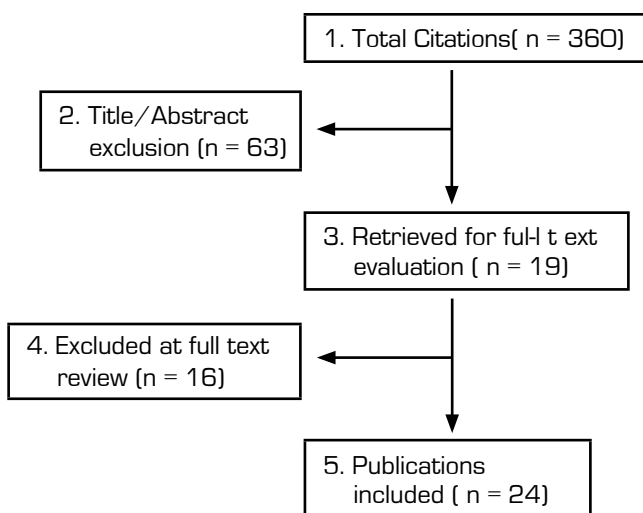 1. Total Citations( n = 360)
2. Title/Abstract
exclusion (n = 63)
3. Retrieved for ful-l t ext
evaluation ( n = 19)
4. Excluded at full text
review (n = 16)
5. Publications
included ( n = 24)